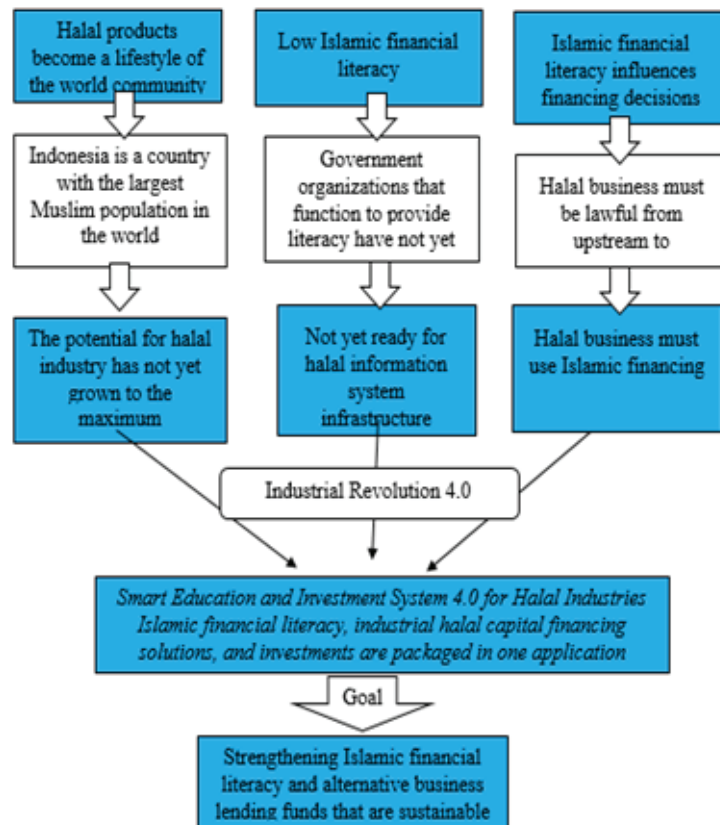 Halal products
become a lifestyle of
the world community
Low Islamic financial
literacy
Islamic financial
literacy influences
financing decisions
Indonesia is a country
with the largest
Muslim population in
the world
Government
organizations that
function to provide
literacy have not yet
Halal business must
be lawful from
upstream to
The potential for halal
industry has not yet
grown to the
maximum
Not yet ready for
halal information
system
infrastructure
Halal business must
use Islamic financing
Industrial Revolution 4.0
Smart Education and Investment System 4.0 for Halal Industries
Islamic financial literacy, industrial halal capital financing
solutions, and investments are packaged in one application
Goal
Strengthening Islamic financial
literacy and alternative business
lending funds that are sustainable